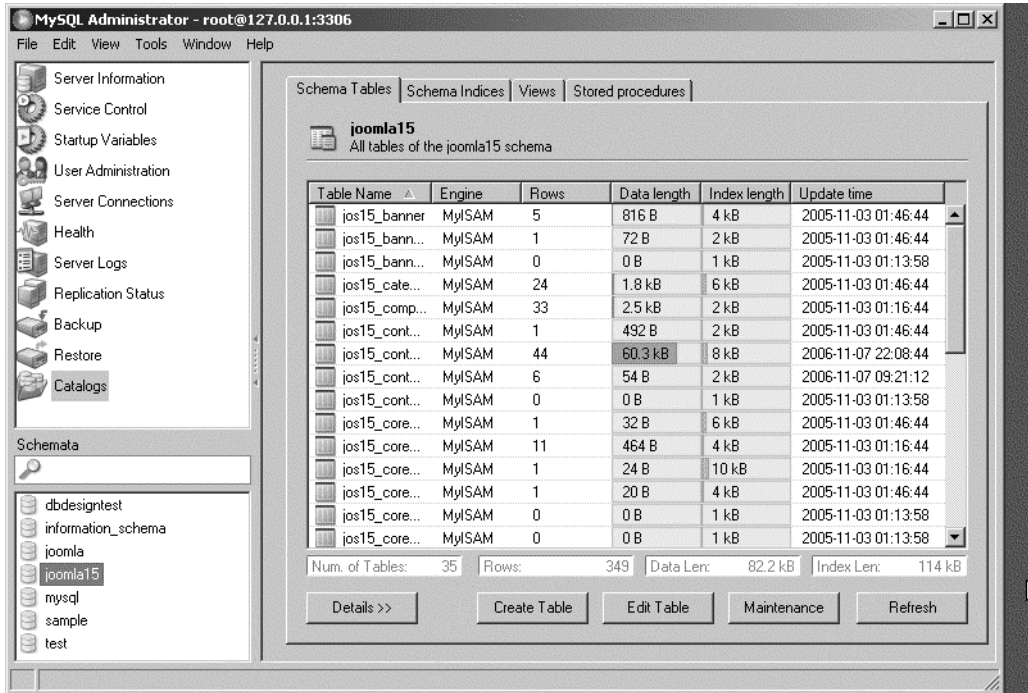 MySQL Administrator - root@127.0.0.1:3306
File Edit View Tools Window Help
Server Information
Service Control
Startup Variables
User Administration
Server Connections
Health
Server Logs
Replication Status
Backup
Restore
Catalogs
Schemata
dbdesigntest
information_schema
joomla
joomla15
mysql
sample
test
Schema Tables Schema Indices Views Stored procedures
joomla15
All tables of the joomla15 schema
Table Name Engine Rows Data length Index length Update time
jos15_banner MyISAM 5 816 B 4 kB 2005-11-03 01:46:44
jos15_bann... MyISAM 1 72 B 2 kB 2005-11-03 01:46:44
jos15_bann... MyISAM 0 0 B 1 kB 2005-11-03 01:13:58
jos15_cate... MyISAM 24 1.8 kB 6 kB 2005-11-03 01:46:44
jos15_comp... MyISAM 33 2.5 kB 2 kB 2005-11-03 01:16:44
jos15_cont... MyISAM 1 492 B 2 kB 2005-11-03 01:46:44
jos15_cont... MyISAM 44 60.3 kB 8 kB 2006-11-07 22:08:44
jos15_cont... MyISAM 6 54 B 2 kB 2006-11-07 09:21:12
jos15_cont... MyISAM 0 0 B 1 kB 2005-11-03 01:13:58
jos15_core... MyISAM 1 32 B 6 kB 2005-11-03 01:46:44
jos15_core... MyISAM 11 464 B 4 kB 2005-11-03 01:16:44
jos15_core... MyISAM 1 24 B 10 kB 2005-11-03 01:16:44
jos15_core... MyISAM 1 20 B 4 kB 2005-11-03 01:46:44
jos15_core... MyISAM 0 0 B 1 kB 2005-11-03 01:13:58
jos15_core... MyISAM 0 0 B 1 kB 2005-11-03 01:13:58
Num. of Tables: 35 Rows: 349 Data Len: 82.2 kB Index Len: 114 kB
Details >> Create Table Edit Table Maintenance Refresh